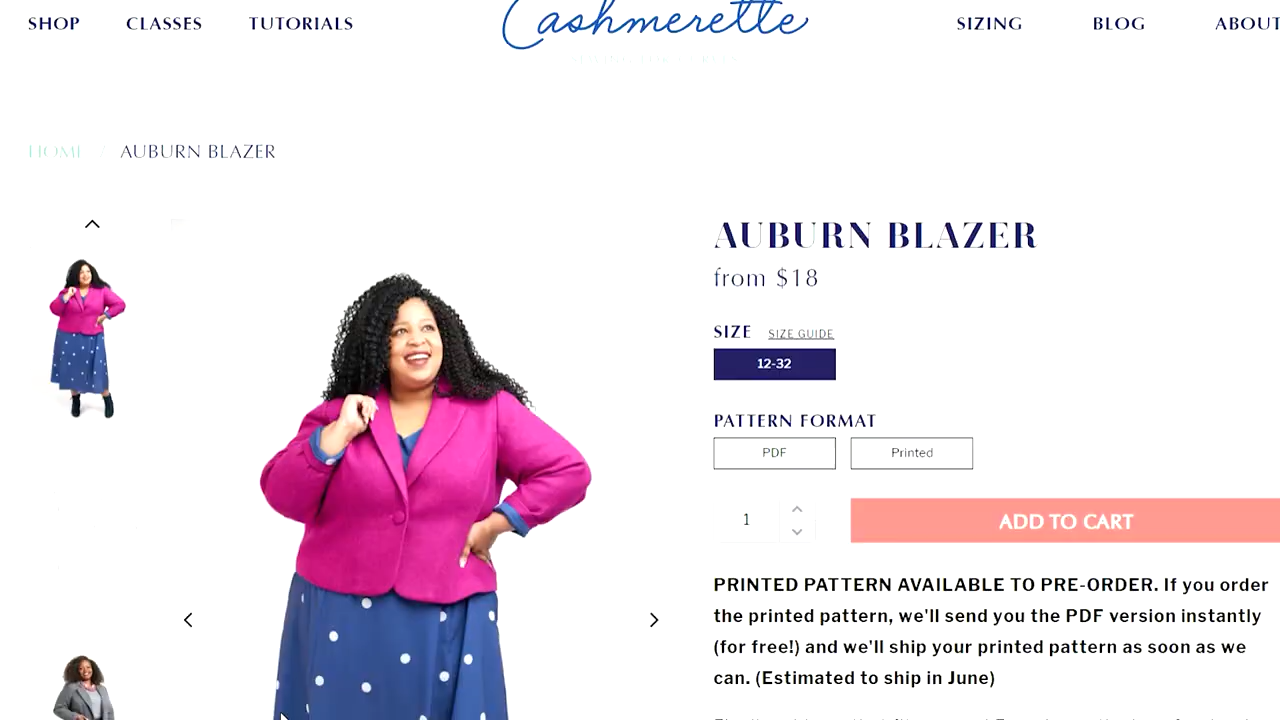 SHOP CLASSES TUTORIALS Cashmerette SIZING BLOG ABOUT
HOME / AUBURN BLAZER
AUBURN BLAZER
from $18
SIZE SIZE GUIDE
12-32
PATTERN FORMAT
PDF Printed
1 ADD TO CART
PRINTED PATTERN AVAILABLE TO PRE-ORDER. If you order
the printed pattern, we'll send you the PDF version instantly
(for free!) and we'll ship your printed pattern as soon as we
can. (Estimated to ship in June)